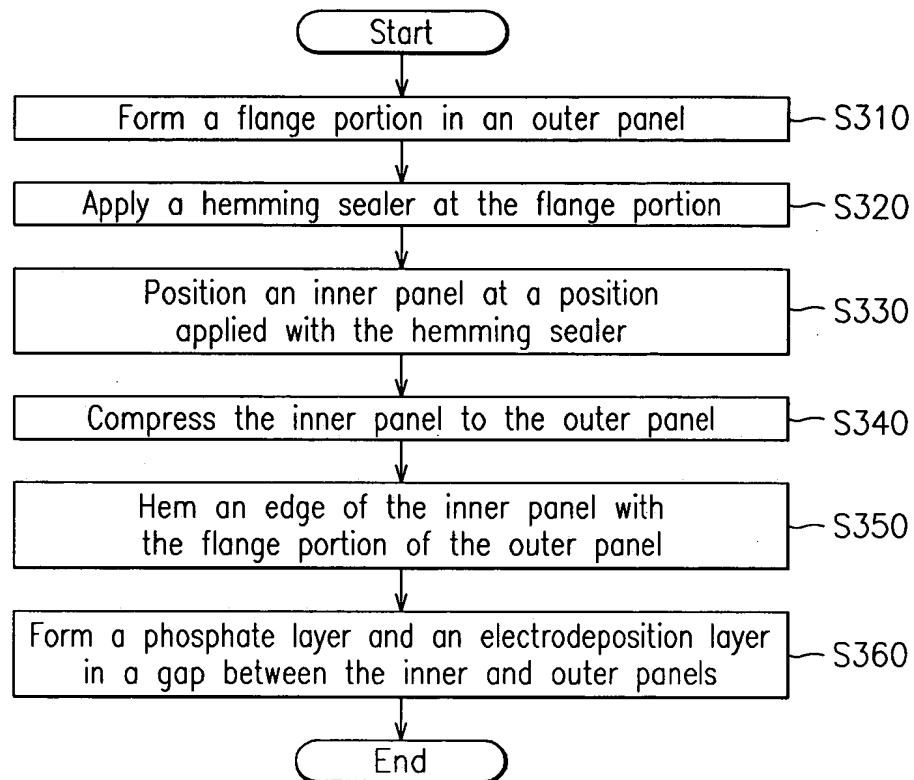 Start
Form a flange portion in an outer panel
S310
Apply a hemming sealer at the flange portion
S320
Position an inner panel at a position
applied with the hemming sealer
S330
Compress the inner panel to the outer panel
S340
Hem an edge of the inner panel with
the flange portion of the outer panel
S350
Form a phosphate layer and an electrodeposition layer
in a gap between the inner and outer panels
S360
End